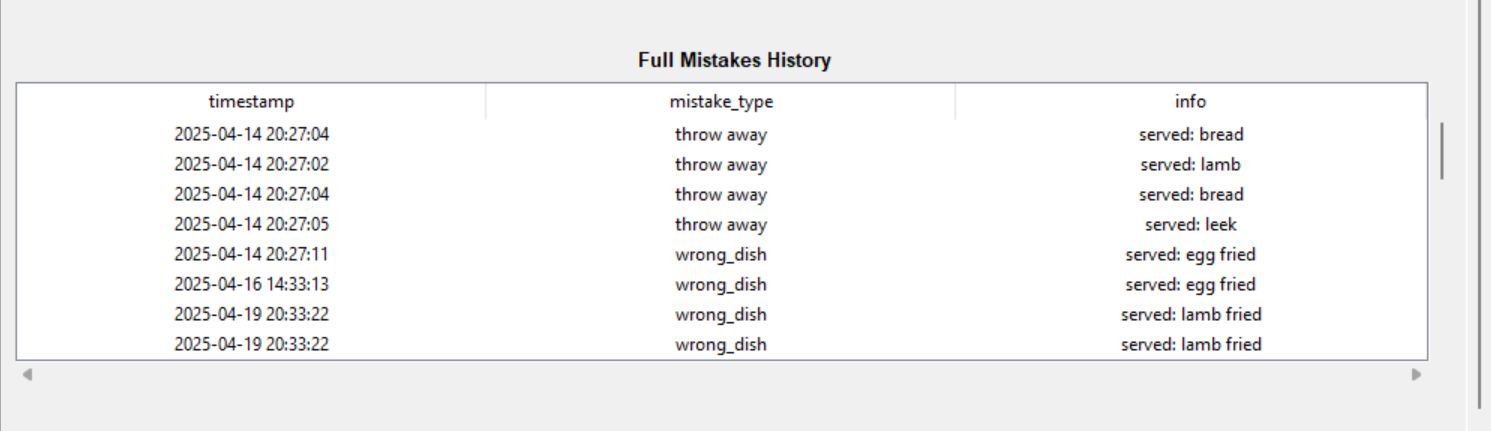 Full Mistakes History
timestamp mistake_type info
2025-04-14 20:27:04 throw away served: bread
2025-04-14 20:27:02 throw away served: lamb
2025-04-14 20:27:04 throw away served: bread
2025-04-14 20:27:05 throw away served: leek
2025-04-14 20:27:11 wrong_dish served: egg fried
2025-04-16 14:33:13 wrong_dish served: egg fried
2025-04-19 20:33:22 wrong_dish served: lamb fried
2025-04-19 20:33:22 wrong_dish served: lamb fried